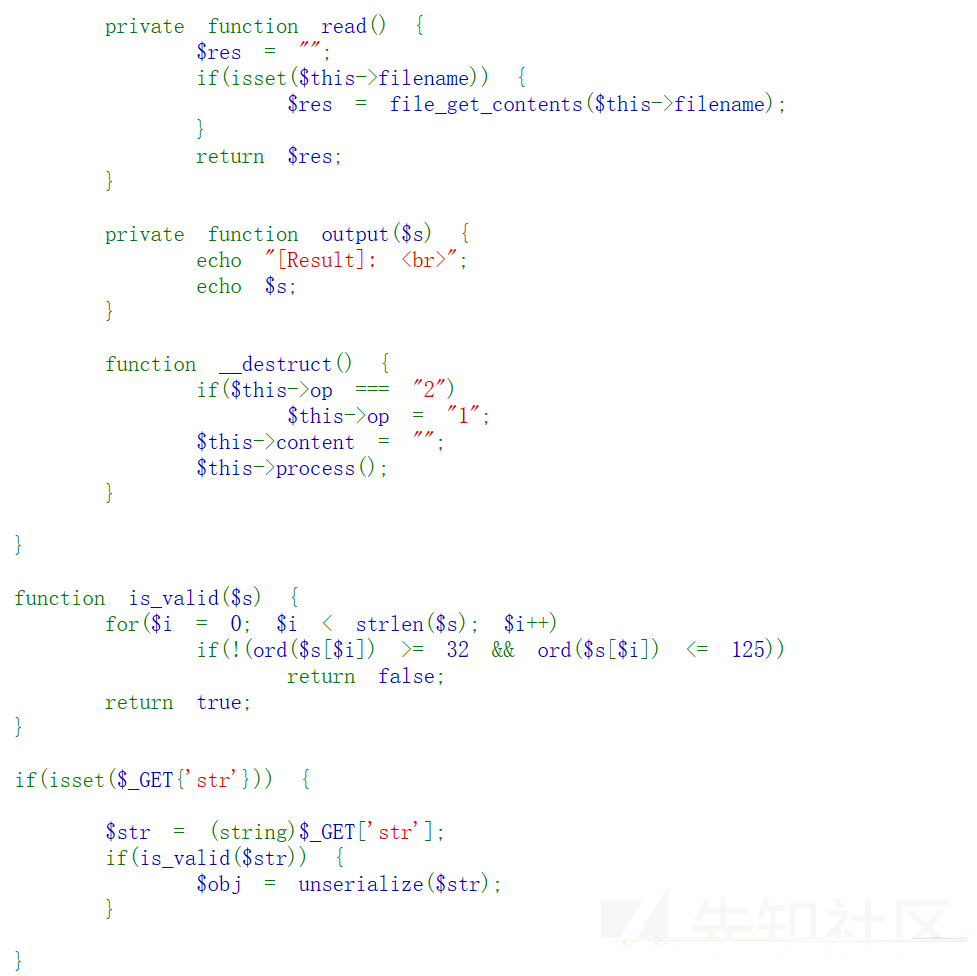 private function read() {
$res = "";
if(isset($this->filename)) {
$res = file_get_contents($this->filename);
}
return $res;
}
private function output($s) {
echo "[Result]: <br>";
echo $s;
}
function __destruct() {
if($this->op === "2")
$this->op = "1";
$this->content = "";
$this->process();
}
}
function is_valid($s) {
for($i = 0; $i < strlen($s); $i++)
if(!(ord($s[$i]) >= 32 && ord($s[$i]) <= 125))
return false;
return true;
}
if(isset($_GET{'str'})) {
$str = (string)$_GET['str'];
if(is_valid($str)) {
$obj = unserialize($str);
}
}
先知社区